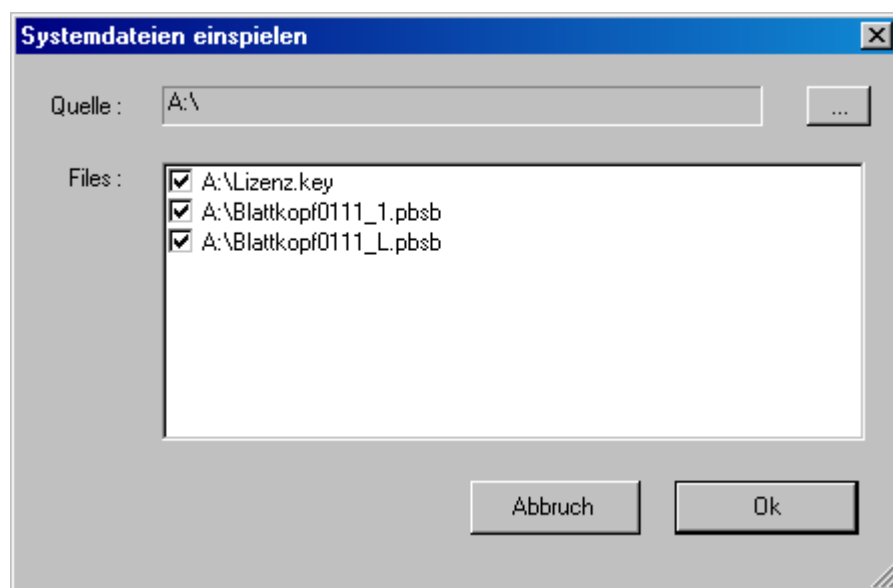 Systemdateien einspielen
Quelle : A:\ ...
Files : A:\Lizenz.key
A:\Blattkopf0111_1.pbsb
A:\Blattkopf0111_L.pbsb
Abbruch Ok